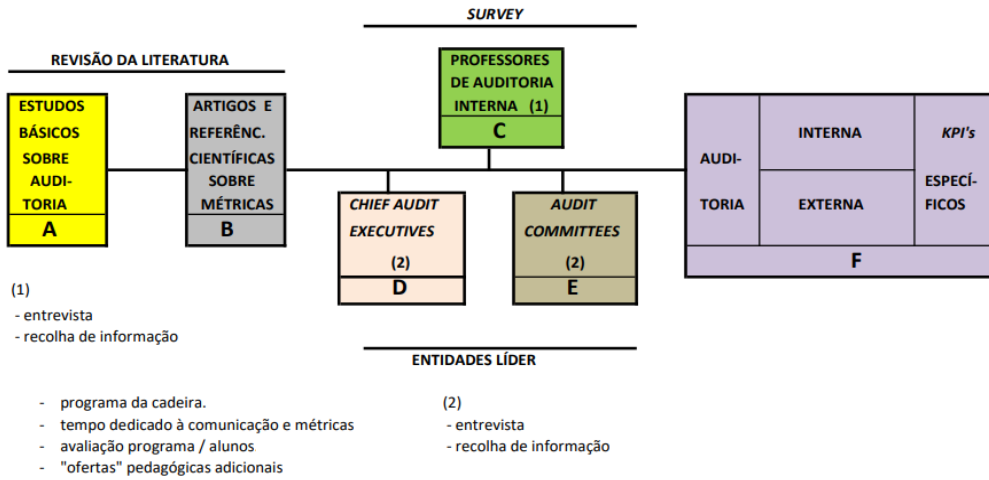 SURVEY
REVISÃO DA LITERATURA
PROFESSORES
DE AUDITORIA
INTERNA (1)
C
ESTUDOS
BÁSICOS
SOBRE
AUDI-
TORIA
A
ARTIGOS E
REFERÊNC.
CIENTÍFICAS
SOBRE
MÉTRICAS
B
CHIEF AUDIT
EXECUTIVES
(2)
D
AUDIT
COMMITTEES
(2)
E
AUDI-
TORIA
INTERNA
EXTERNA
KPI's
ESPECÍ-
FICOS
F
(1)
- entrevista
- recolha de informação
ENTIDADES LÍDER
- programa da cadeira.
- tempo dedicado à comunicação e métricas
- avaliação programa / alunos
- "ofertas" pedagógicas adicionais
(2)
- entrevista
- recolha de informação